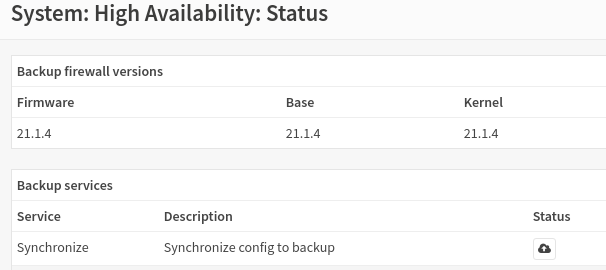 System: High Availability: Status
Backup firewall versions
Firmware Base Kernel
21.1.4 21.1.4 21.1.4
Backup services
Service Description Status
Synchronize Synchronize config to backup